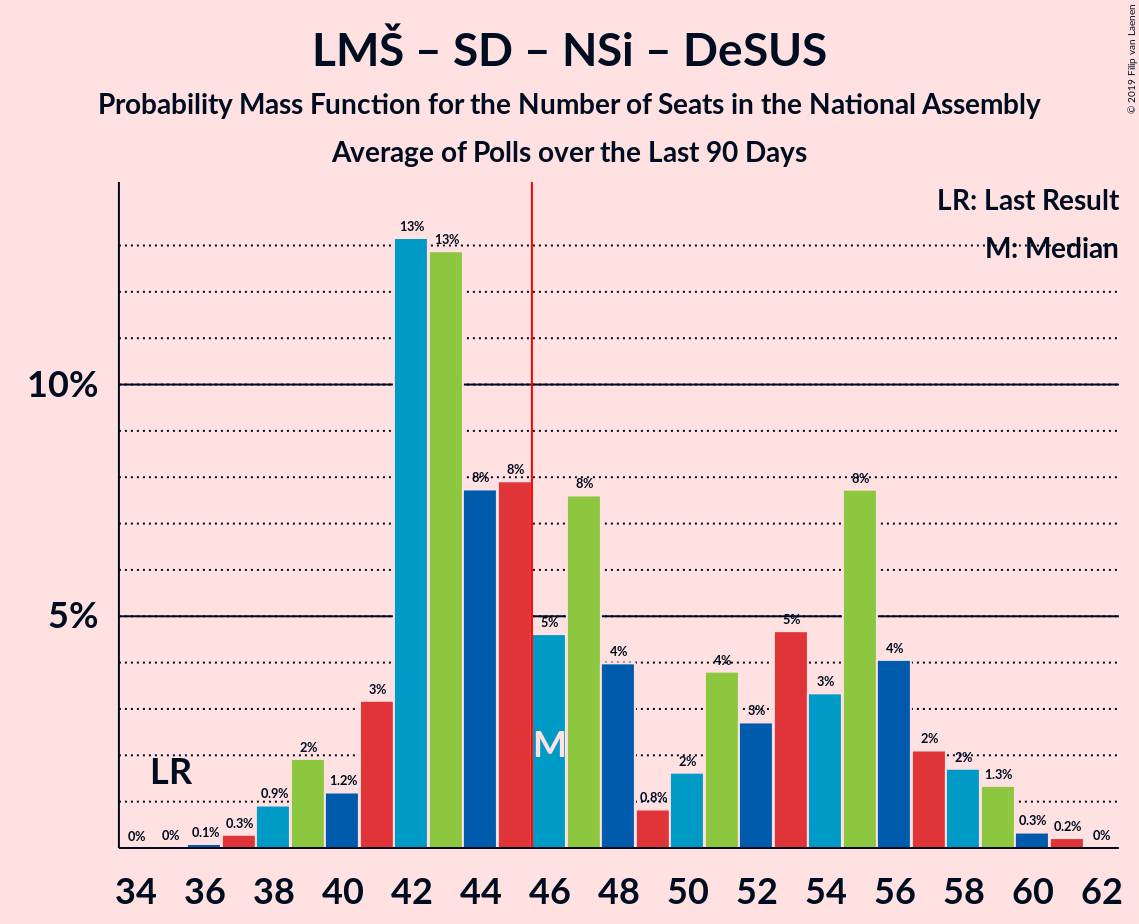 LMŠ – SD – NSi – DeSUS
Probability Mass Function for the Number of Seats in the National Assembly
Average of Polls over the Last 90 Days
© 2019 Filip van Laenen
LR: Last Result
M: Median
10%
5%
0% 0% 0.1% 0.3% 0.9% 2% 1.2% 3% 13% 13% 8% 8% 5% 8% 4% 0.8% 2% 4% 3% 5% 3% 8% 4% 2% 2% 1.3% 0.3% 0.2% 0%
LR
M
34 36 38 40 42 44 46 48 50 52 54 56 58 60 62